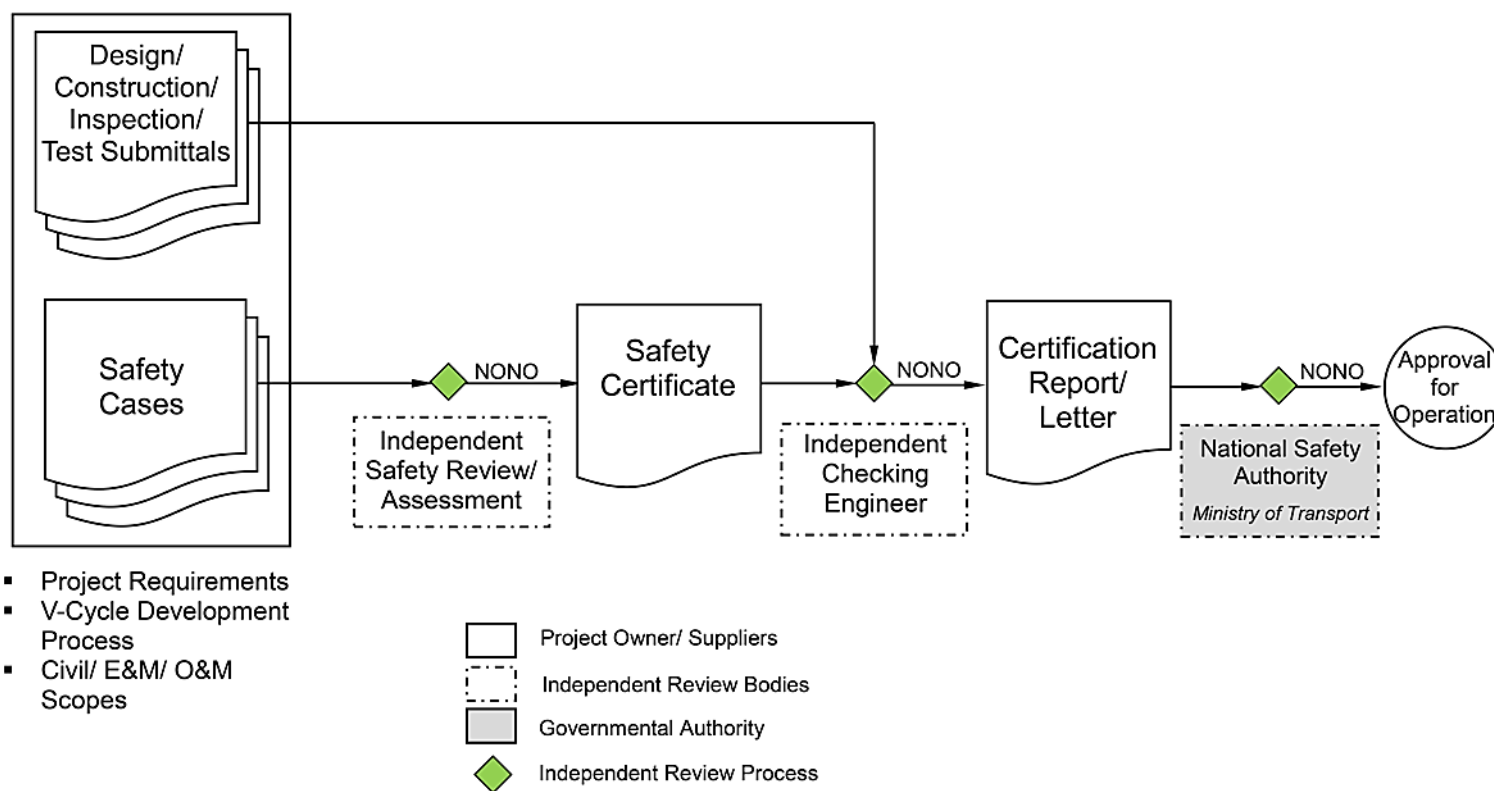 Design/
Construction/
Inspection/
Test Submittals
Safety
Cases
NONO
Independent
Safety Review/
Assessment
Safety
Certificate
NONO
Independent
Checking
Engineer
Certification
Report/
Letter
NONO
National Safety
Authority
Ministry of Transport
Approval
for
Operation
▪ Project Requirements
▪ V-Cycle Development
Process
▪ Civil/ E&M/ O&M
Scopes
Project Owner/ Suppliers
Independent Review Bodies
Governmental Authority
Independent Review Process